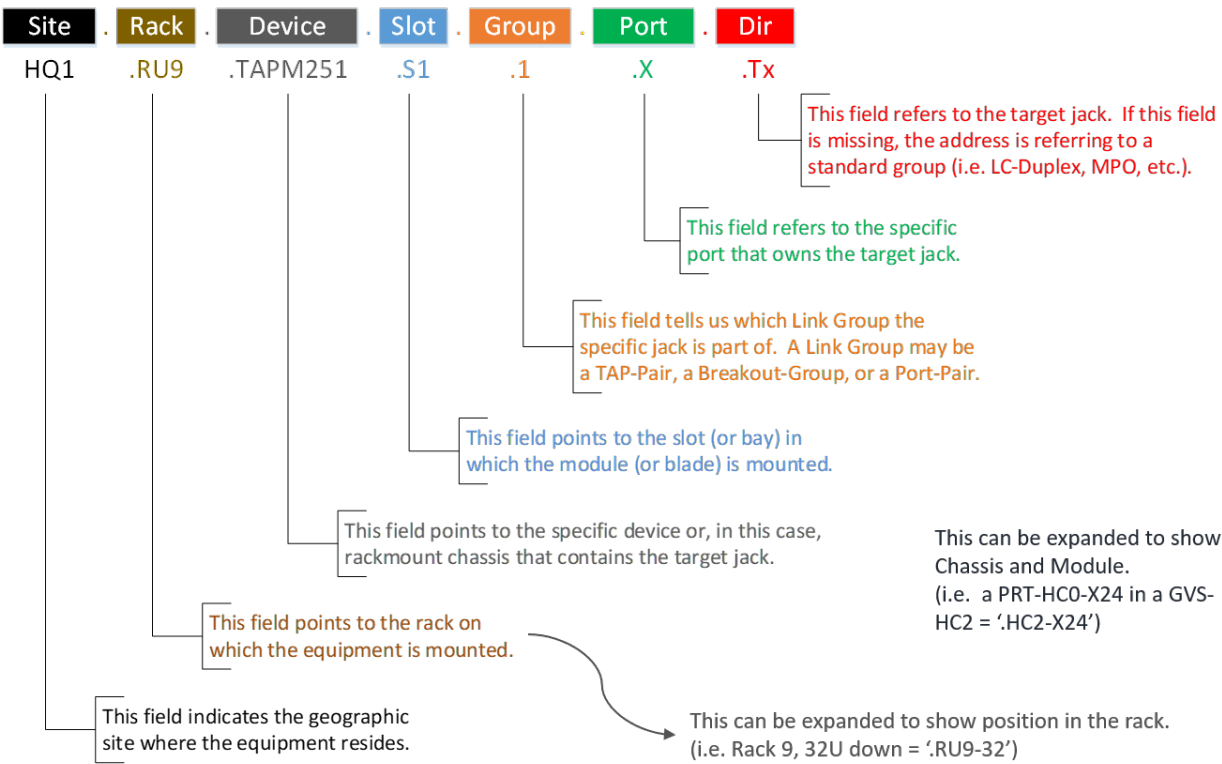 Site . Rack . Device . Slot . Group . Port . Dir
HQ1 .RU9 .TAPM251 .S1 .1 .X .Tx
This field refers to the target jack. If this field
is missing, the address is referring to a
standard group (i.e. LC-Duplex, MPO, etc.).
This field refers to the specific
port that owns the target jack.
This field tells us which Link Group the
specific jack is part of. A Link Group may be
a TAP-Pair, a Breakout-Group, or a Port-Pair.
This field points to the slot (or bay) in
which the module (or blade) is mounted.
This field points to the specific device or, in this case,
rackmount chassis that contains the target jack.
This can be expanded to show
Chassis and Module.
(i.e. a PRT-HC0-X24 in a GVS-
HC2 = ‘.HC2-X24’)
This field points to the rack on
which the equipment is mounted.
This field indicates the geographic
site where the equipment resides.
This can be expanded to show position in the rack.
(i.e. Rack 9, 32U down = ‘.RU9-32’)